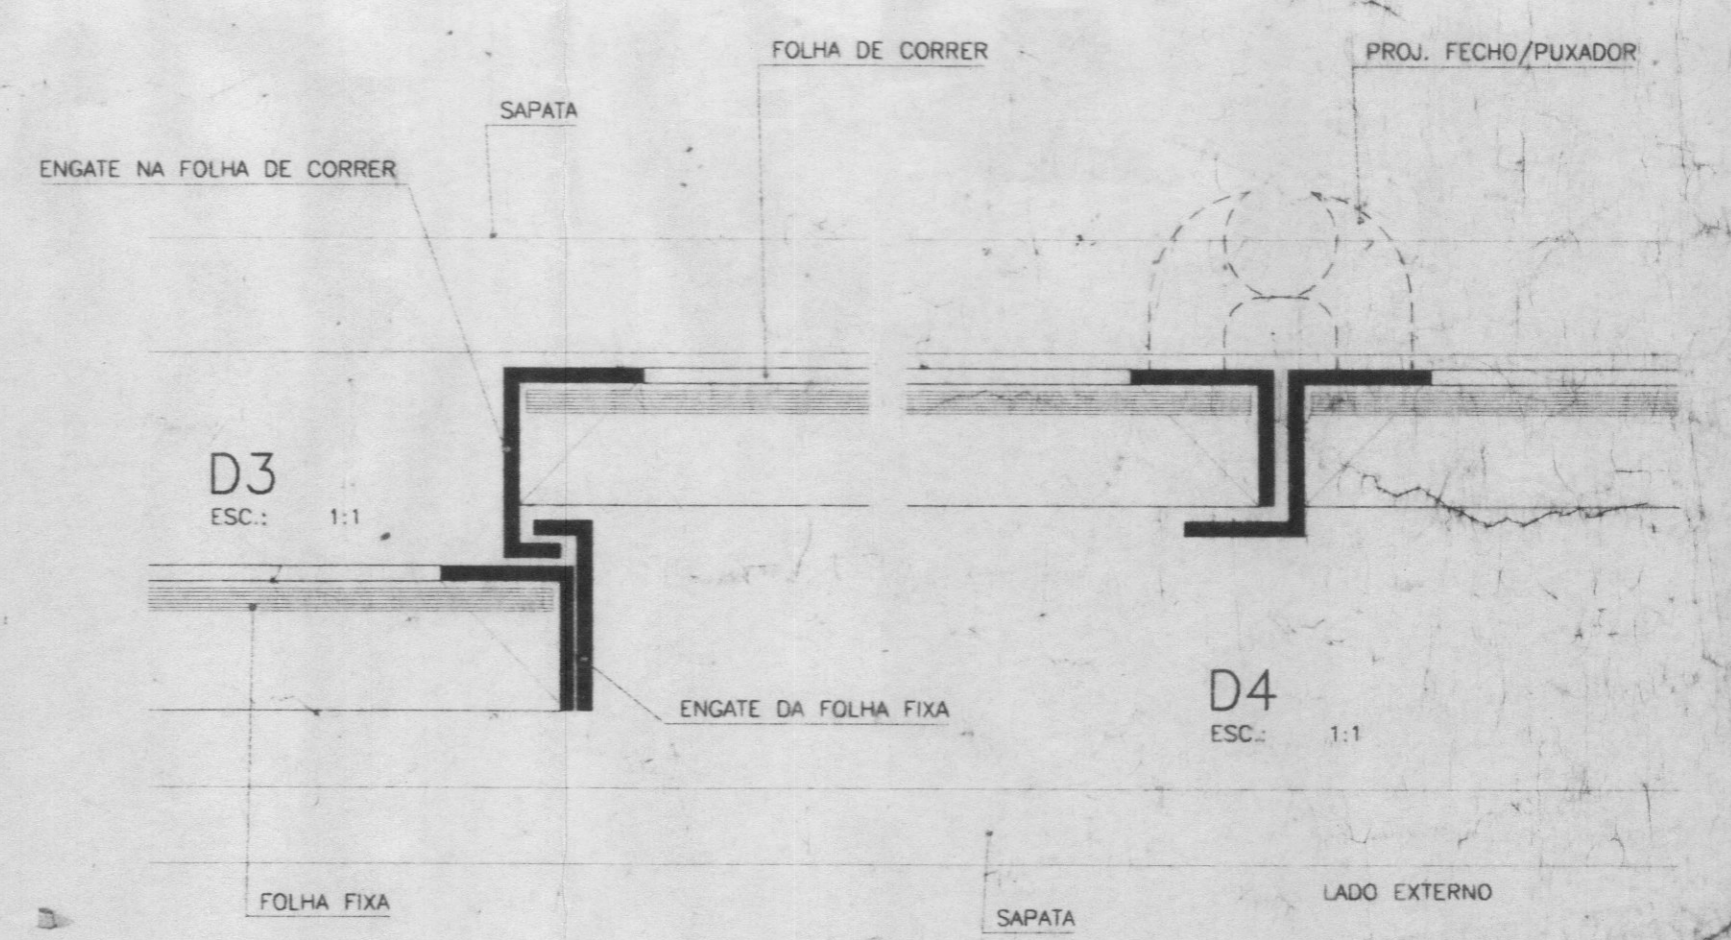 FOLHA DE CORRER
PROJ. FECHO/PUXADOR
SAPATA
ENGATE NA FOLHA DE CORRER
D3
ESC.: 1:1
ENGATE DA FOLHA FIXA
D4
ESC.: 1:1
FOLHA FIXA
LADO EXTERNO
SAPATA